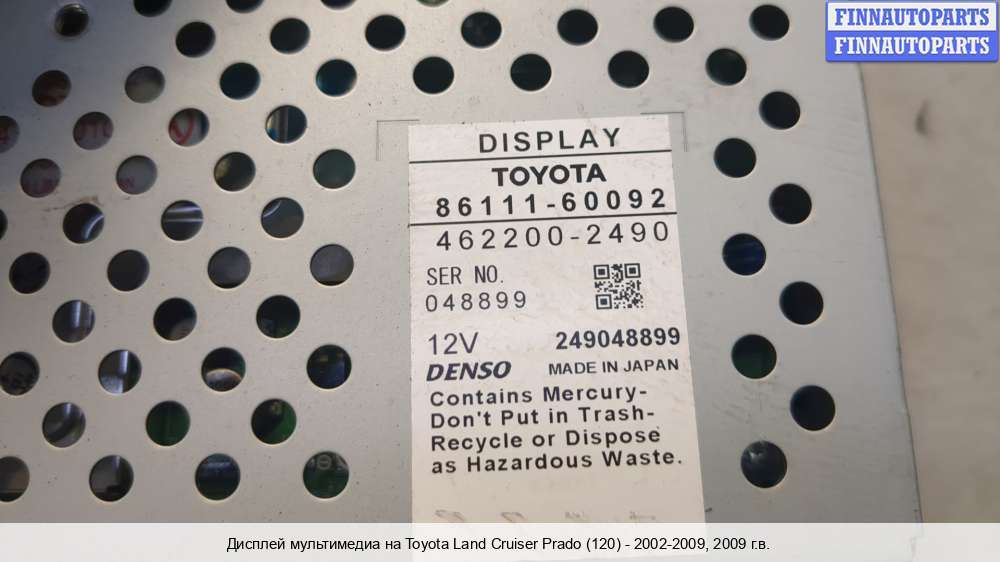 FINNAUTOPARTS
FINNAUTOPARTS
DISPLAY
TOYOTA
86111-60092
462200-2490
SER NO.
048899
12V 249048899
DENSO MADE IN JAPAN
Contains Mercury-
Don't Put in Trash-
Recycle or Dispose
as Hazardous Waste.
Дисплей мультимедиа на Toyota Land Cruiser Prado (120) - 2002-2009, 2009 г.в.